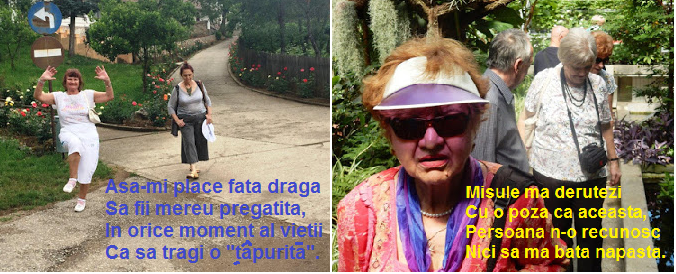 Asa-mi place fata draga
Sa fii mereu pregatita,
In orice moment al vietii
Ca sa tragi o "țâpurită".
Misule ma derutezi
Cu o poza ca aceasta,
Persoana n-o recunosc
Nici sa ma bata napasta.